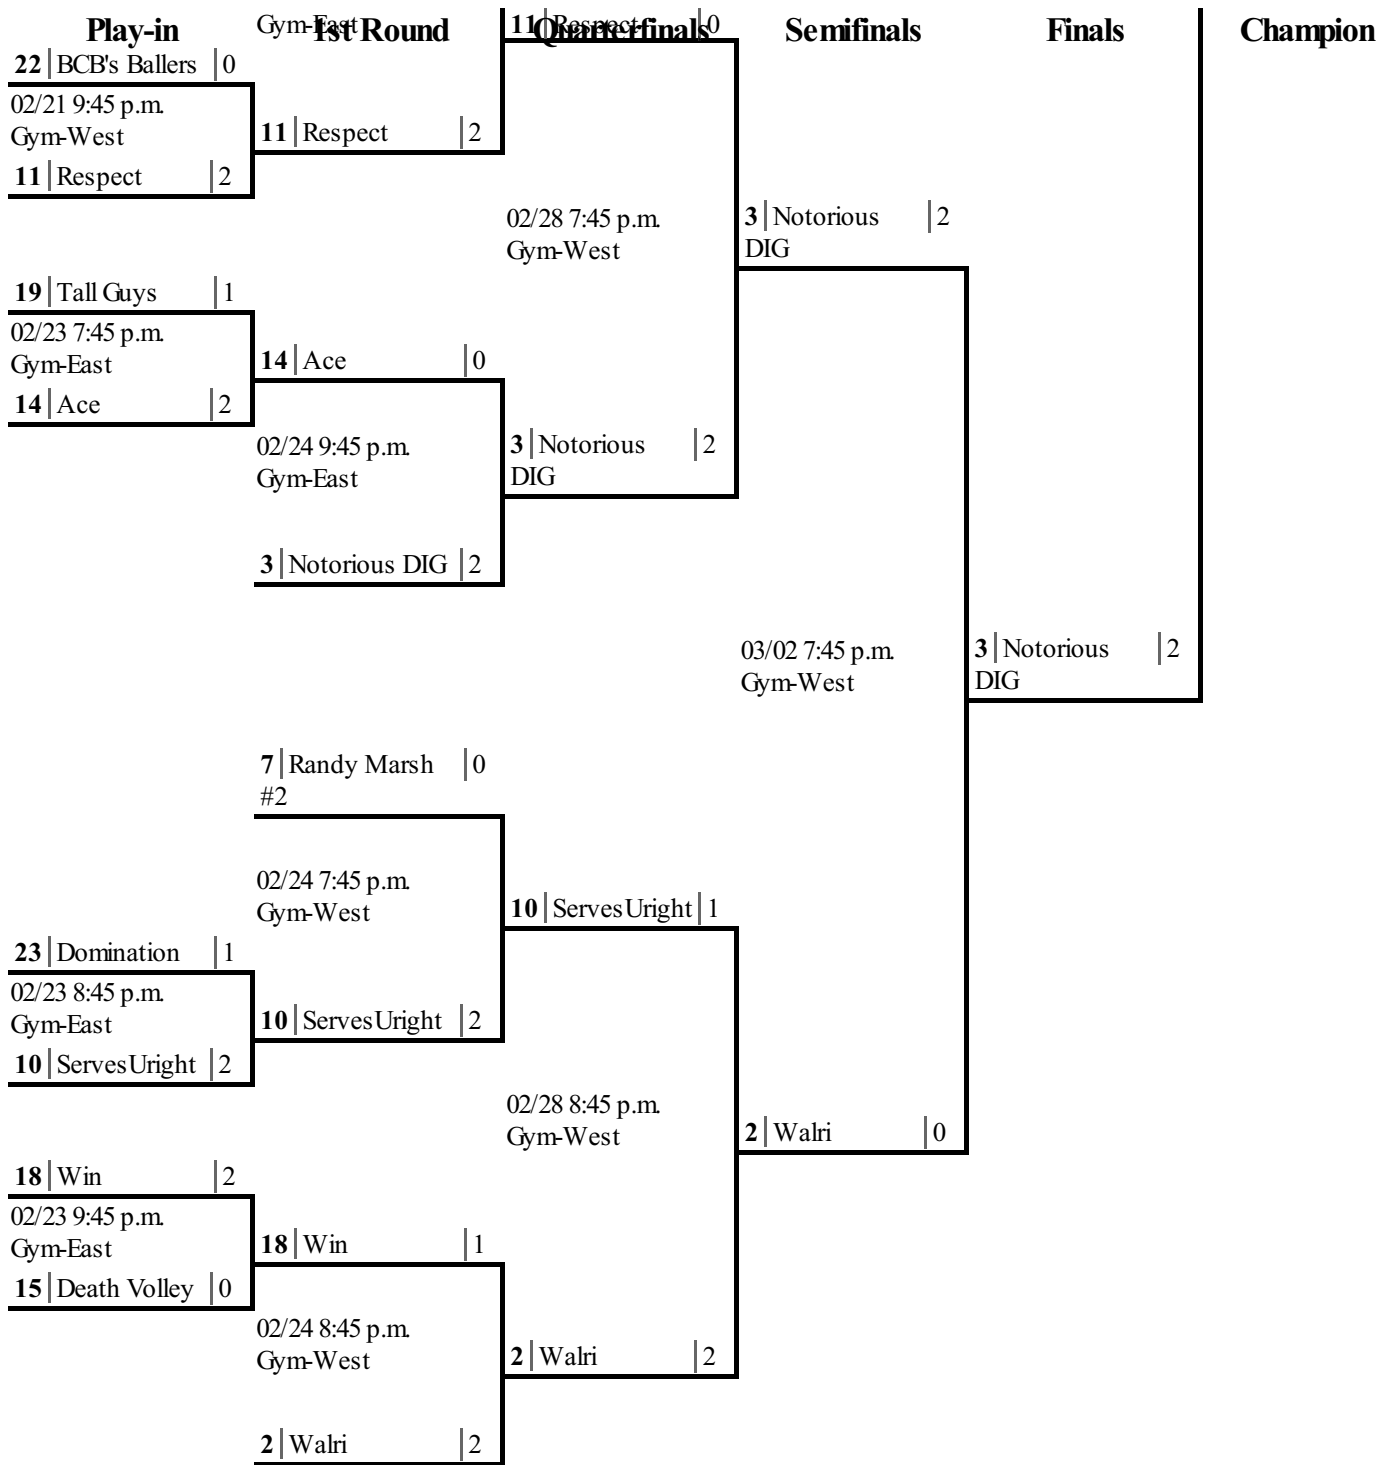 Play-in
1st Round
Quarterfinals
Semifinals
Finals
Champion
Gym-East
11 Respect 0
22 BCB's Ballers 0
02/21 9:45 p.m.
Gym-West
11 Respect 2
11 Respect 2
02/28 7:45 p.m.
Gym-West
3 Notorious 2
DIG
19 Tall Guys 1
02/23 7:45 p.m.
Gym-East
14 Ace 2
14 Ace 0
02/24 9:45 p.m.
Gym-East
3 Notorious 2
DIG
3 Notorious DIG 2
03/02 7:45 p.m.
Gym-West
3 Notorious 2
DIG
7 Randy Marsh 0
#2
02/24 7:45 p.m.
Gym-West
10 ServesUright 1
23 Domination 1
02/23 8:45 p.m.
Gym-East
10 ServesUright 2
10 ServesUright 2
02/28 8:45 p.m.
Gym-West
2 Walri 0
18 Win 2
02/23 9:45 p.m.
Gym-East
15 Death Volley 0
18 Win 1
02/24 8:45 p.m.
Gym-West
2 Walri 2
2 Walri 2